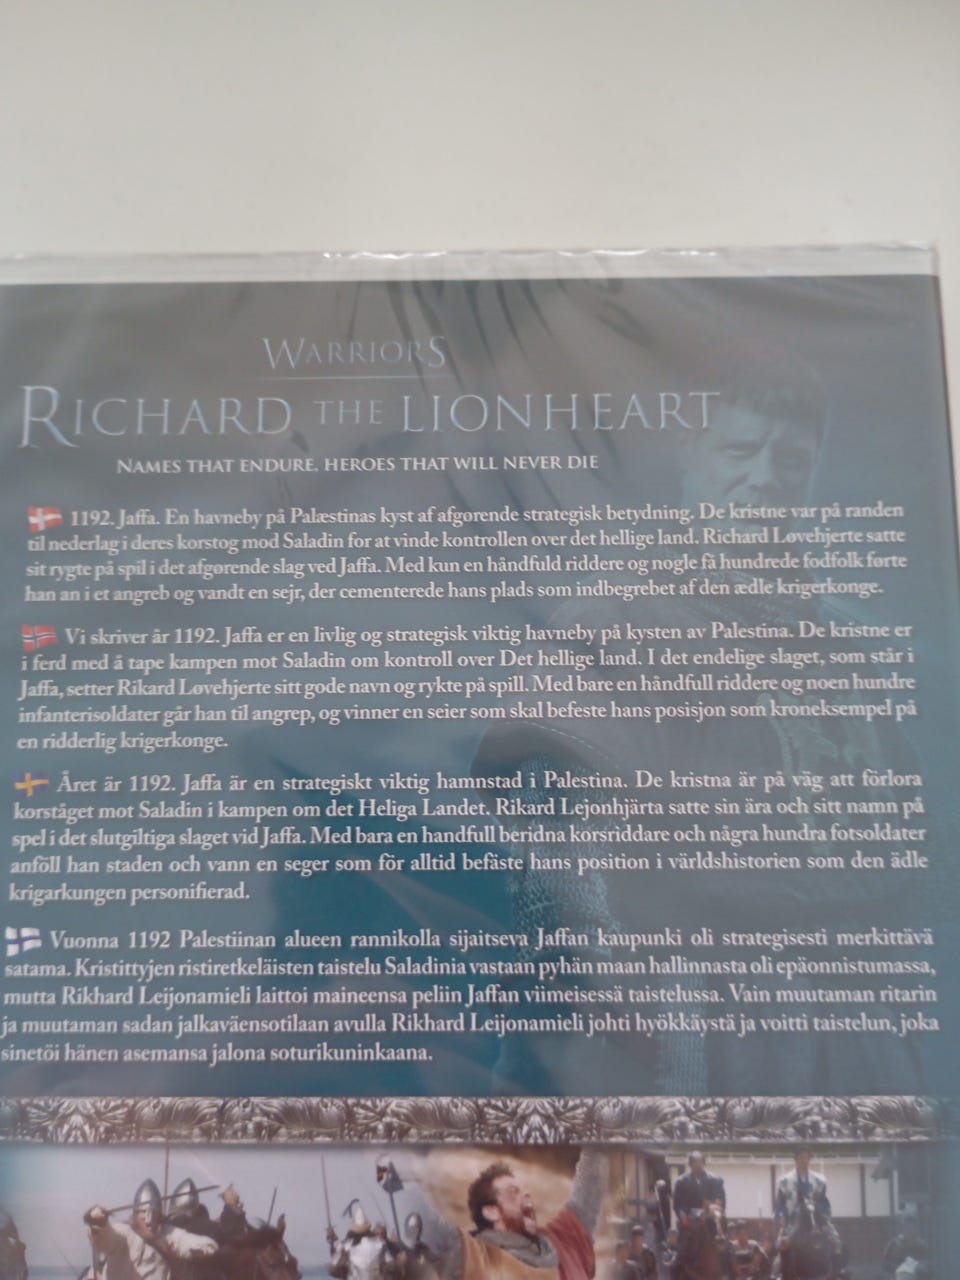 WARRIORS
RICHARD THE LIONHEART
NAMES THAT ENDURE. HEROES THAT WILL NEVER DIE
1192. Jaffa. En havneby på Palæstinas kyst af afgørende strategisk betydning. De kristne var på randen
til nederlag i deres korstog mod Saladin for at vinde kontrollen over det hellige land. Richard Løvehjerte satte
sit rygte på spil i det afgørende slag ved Jaffa. Med kun en håndfuld riddere og nogle få hundrede fodfolk førte
han an i et angreb og vandt en sejr, der cementerede hans plads som indbegrebet af den ædle krigerkonge.
Vi skriver år 1192. Jaffa er en livlig og strategisk viktig havneby på kysten av Palestina. De kristne er
i ferd med å tape kampen mot Saladin om kontroll over Det hellige land. I det endelige slaget, som står i
Jaffa, setter Rikard Løvehjerte sitt gode navn og rykte på spill. Med bare en håndfull riddere og noen hundre
infanterisoldater går han til angrep, og vinner en seier som skal befeste hans posisjon som kroneksempel på
en ridderlig krigerkonge.
Året är 1192. Jaffa är en strategiskt viktig hamnstad i Palestina. De kristna är på väg att förlora
korståget mot Saladin i kampen om det Heliga Landet. Rikard Lejonhjärta satte sin ära och sitt namn på
spel i det slutgiltiga slaget vid Jaffa. Med bara en handfull beridna korsriddare och några hundra fotsoldater
anföll han staden och vann en seger som för alltid befäste hans position i världshistorien som den ädle
krigarkungen personifierad.
Vuonna 1192 Palestiinan alueen rannikolla sijaitseva Jaffan kaupunki oli strategisesti merkittävä
satama. Kristittyjen ristiretkeläisten taistelu Saladinia vastaan pyhän maan hallinnasta oli epäonnistumassa,
mutta Rikhard Leijonamieli laittoi maineensa peliin Jaffan viimeisessä taistelussa. Vain muutaman ritarin
ja muutaman sadan jalkaväensotilaan avulla Rikhard Leijonamieli johti hyökkäystä ja voitti taistelun, joka
sinetöi hänen asemansa jalona soturikuninkaana.